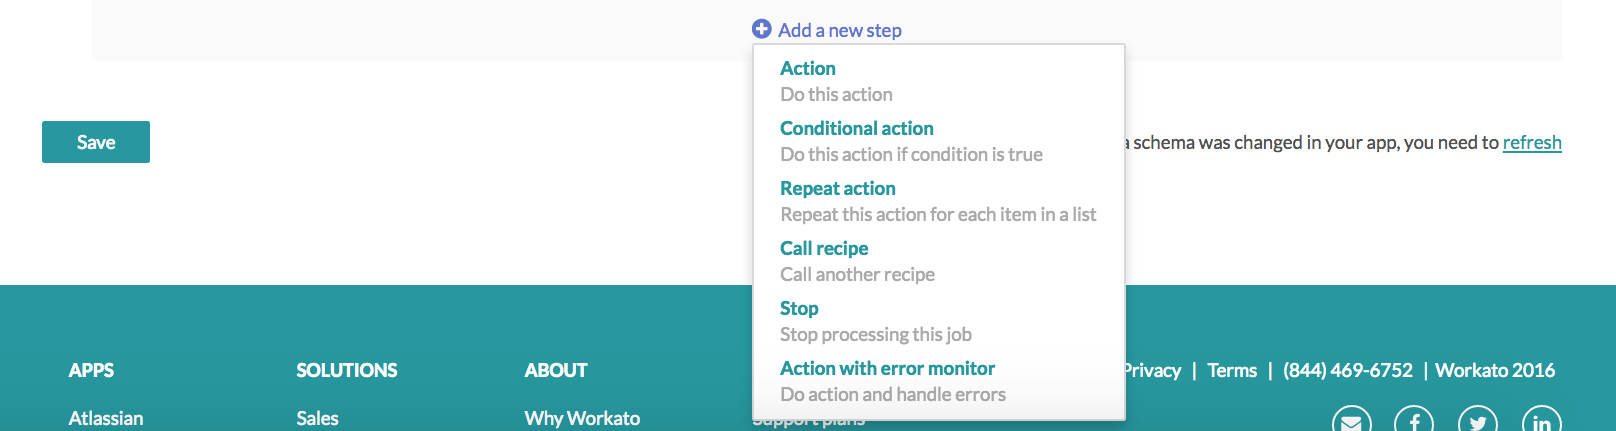 Add a new step
Action
Do this action
Conditional action
Do this action if condition is true
Repeat action
Repeat this action for each item in a list
Call recipe
Call another recipe
Stop
Stop processing this job
Action with error monitor
Do action and handle errors
Save
a schema was changed in your app, you need to refresh
APPS
Atlassian
SOLUTIONS
Sales
ABOUT
Why Workato
Support plans
Privacy | Terms | (844) 469-6752 | Workato 2016